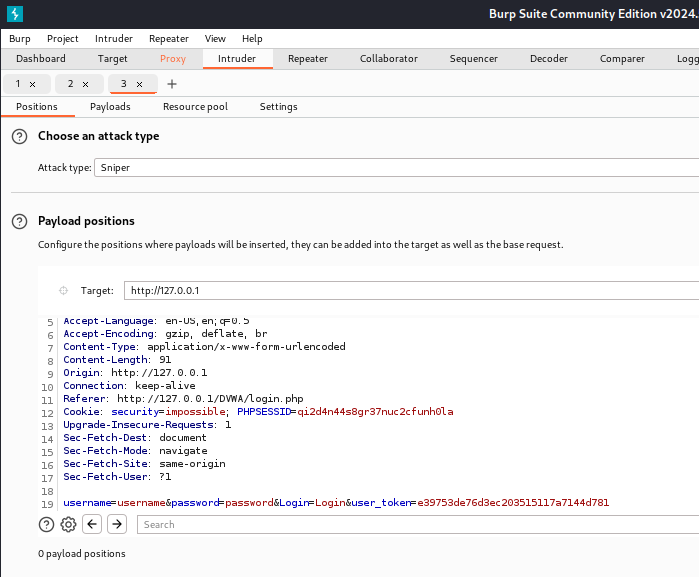 Burp Suite Community Edition v2024.
Burp Project Intruder Repeater View Help
Dashboard Target Proxy Intruder Repeater Collaborator Sequencer Decoder Comparer Logg
1 × 2 × 3 × +
Positions Payloads Resource pool Settings
? Choose an attack type
Attack type: Sniper
? Payload positions
Configure the positions where payloads will be inserted, they can be added into the target as well as the base request.
Target: http://127.0.0.1
5 Accept-Language: en-US,en;q=0.5
6 Accept-Encoding: gzip, deflate, br
7 Content-Type: application/x-www-form-urlencoded
8 Content-Length: 91
9 Origin: http://127.0.0.1
10 Connection: keep-alive
11 Referer: http://127.0.0.1/DVWA/login.php
12 Cookie: security=impossible; PHPSESSID=qi2d4n44s8gr37nuc2cfunh0la
13 Upgrade-Insecure-Requests: 1
14 Sec-Fetch-Dest: document
15 Sec-Fetch-Mode: navigate
16 Sec-Fetch-Site: same-origin
17 Sec-Fetch-User: ?1
18
19 username=username&password=password&Login=Login&user_token=e39753de76d3ec203515117a7144d781
? Search
0 payload positions